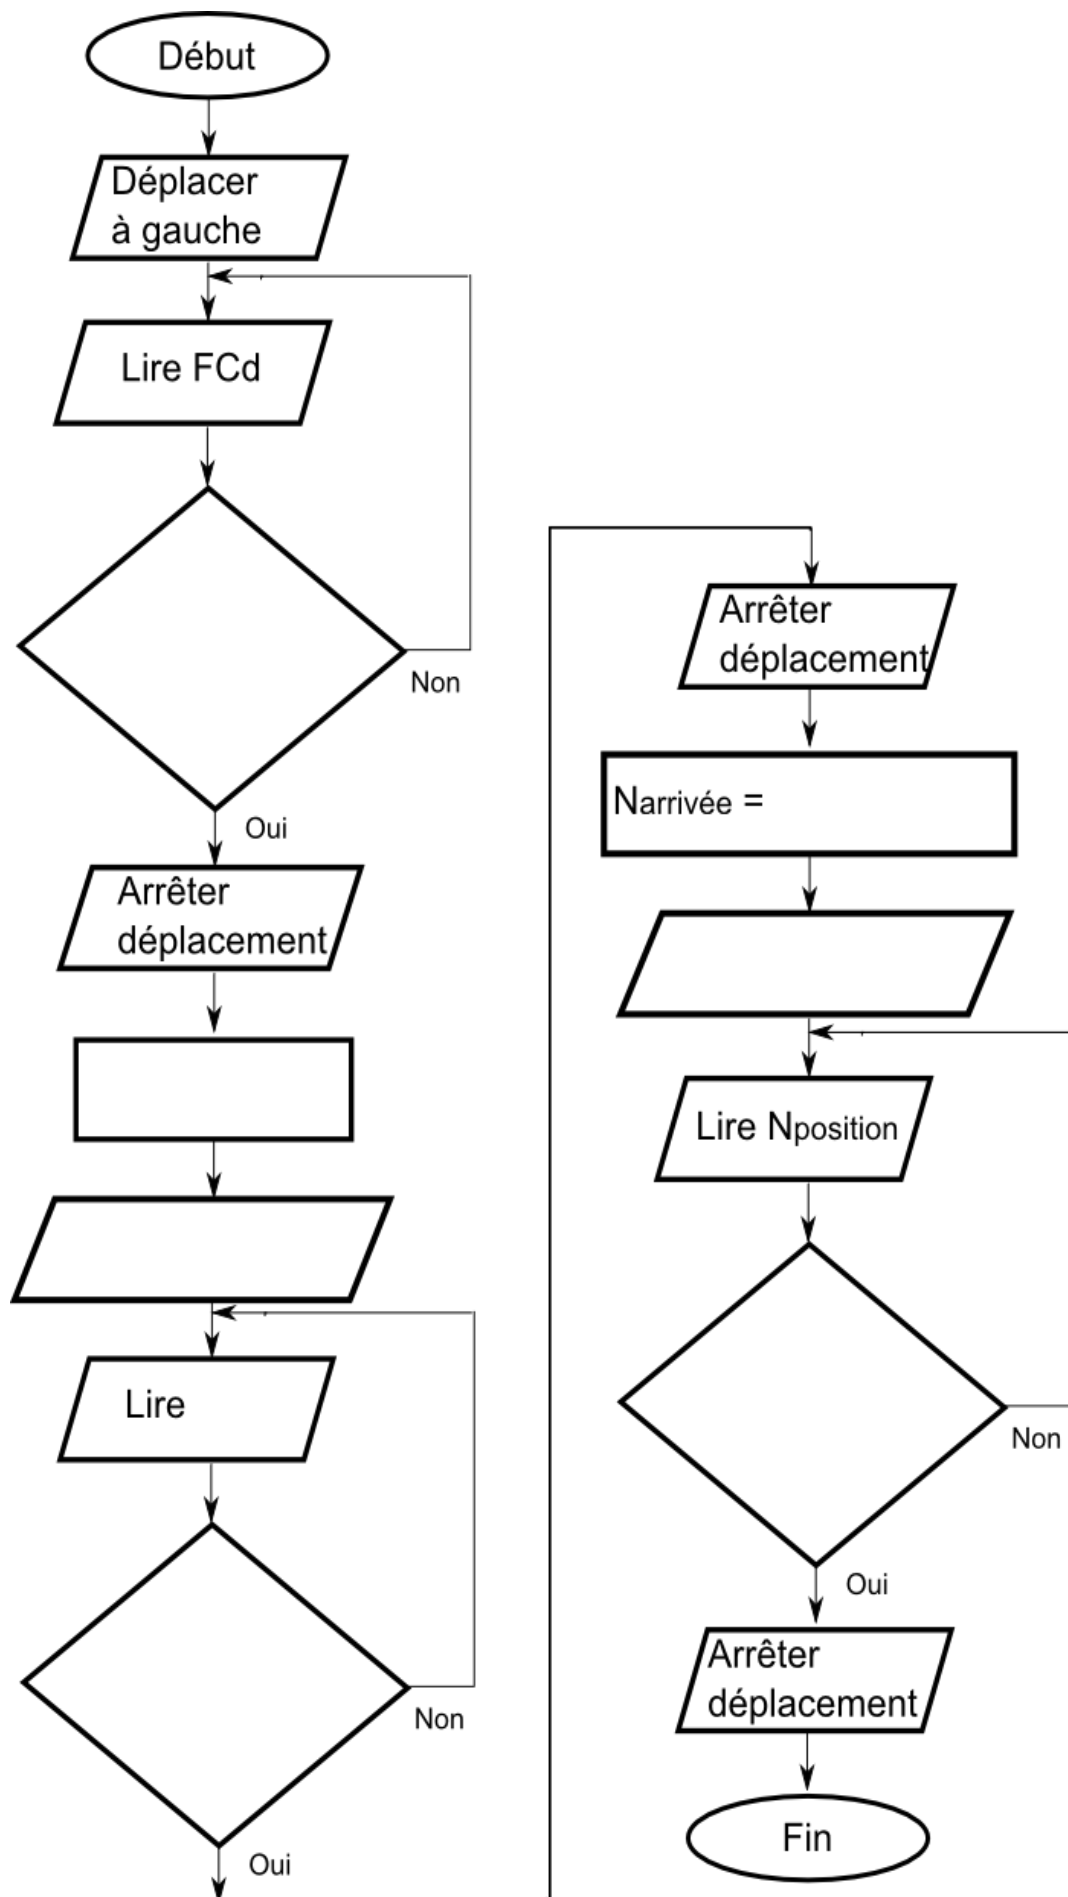 Début
Déplacer
à gauche
Lire FCd
Non
Oui
Arrêter
déplacement
Lire
Non
Oui
Arrêter
déplacement
Narrivée =
Lire Nposition
Non
Oui
Arrêter
déplacement
Fin